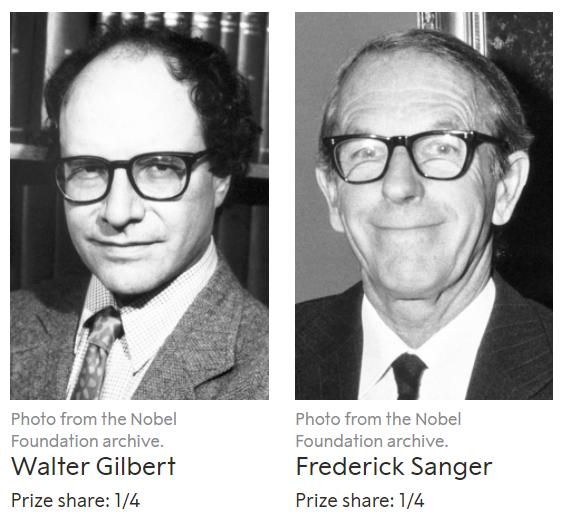 Photo from the Nobel
Foundation archive.
Walter Gilbert
Prize share: 1/4
Photo from the Nobel
Foundation archive.
Frederick Sanger
Prize share: 1/4